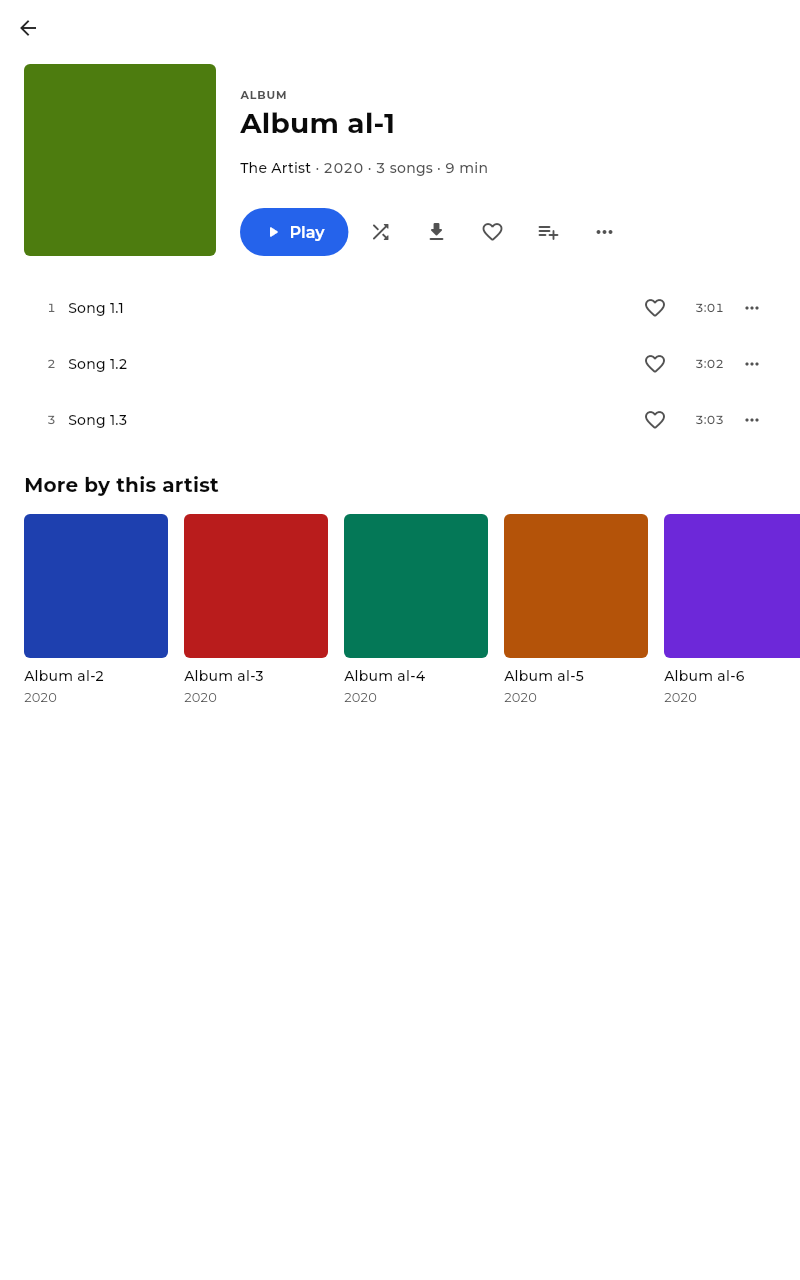 ALBUM
Album al-1
The Artist · 2020 · 3 songs · 9 min
Play
1 Song 1.1 3:01
2 Song 1.2 3:02
3 Song 1.3 3:03
More by this artist
Album al-2 Album al-3 Album al-4 Album al-5 Album al-6
2020 2020 2020 2020 2020